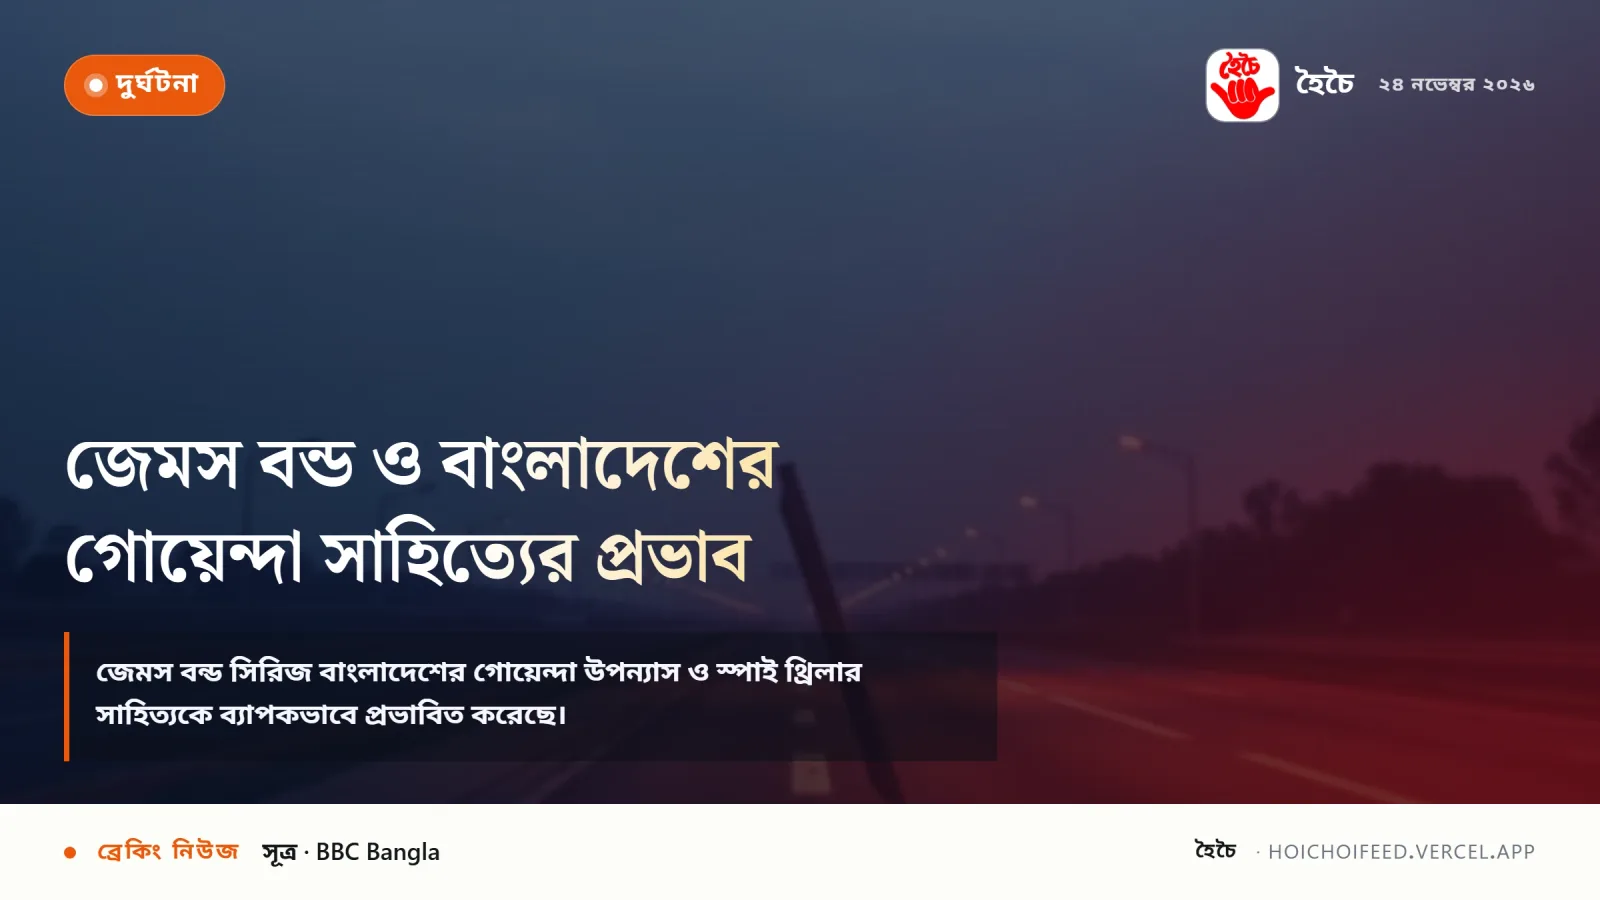 দুর্ঘটনা
হৈচৈ
হৈচৈ
২৪ নভেম্বর ২০২৬
জেমস বন্ড ও বাংলাদেশের
গোয়েন্দা সাহিত্যের প্রভাব
জেমস বন্ড সিরিজ বাংলাদেশের গোয়েন্দা উপন্যাস ও স্পাই থ্রিলার
সাহিত্যকে ব্যাপকভাবে প্রভাবিত করেছে।
ব্রেকিং নিউজ সূত্র · BBC Bangla
হৈচৈ · HOICHOIFEED.VERCEL.APP